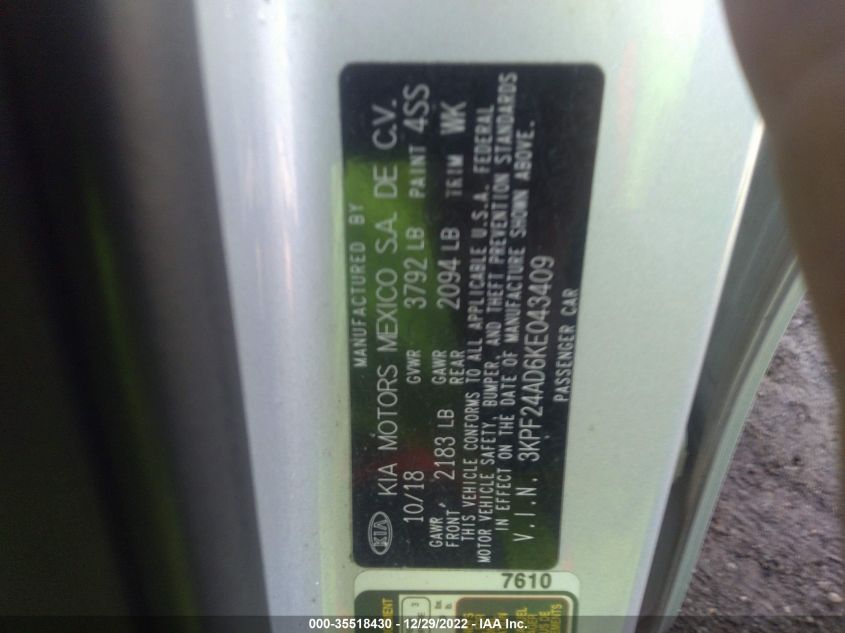 MANUFACTURED BY
KIA KIA MOTORS MEXICO S.A. DE C.V.
10/18 GVWR 3792 LB PAINT 4SS
GAWR FRONT 2183 LB GAWR REAR 2094 LB TRIM WK
THIS VEHICLE CONFORMS TO ALL APPLICABLE U.S.A. FEDERAL
MOTOR VEHICLE SAFETY, BUMPER, AND THEFT PREVENTION STANDARDS
IN EFFECT ON THE DATE OF MANUFACTURE SHOWN ABOVE.
V.I.N. 3KPF24AD6KE043409
PASSENGER CAR
7610
000-35518430 - 12/29/2022 - IAA Inc.